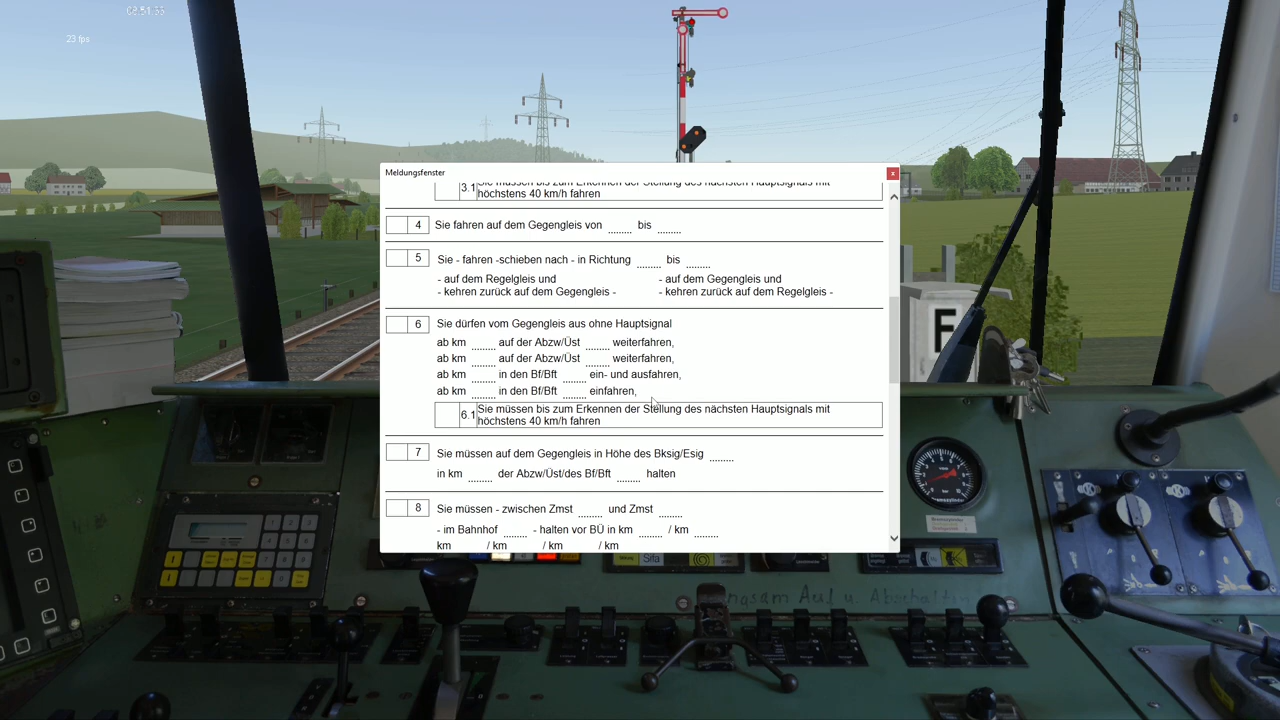 08:51:55
23 fps
Meldungsfenster
x
3.1 Sie müssen bis zum Erkennen der Stellung des nächsten Hauptsignals mit
höchstens 40 km/h fahren
4 Sie fahren auf dem Gegengleis von ........ bis ........
5 Sie - fahren -schieben nach - in Richtung ........ bis ........
- auf dem Regelgleis und - auf dem Gegengleis und
- kehren zurück auf dem Gegengleis - - kehren zurück auf dem Regelgleis -
6 Sie dürfen vom Gegengleis aus ohne Hauptsignal
ab km ........ auf der Abzw/Üst ........ weiterfahren,
ab km ........ auf der Abzw/Üst ........ weiterfahren,
ab km ........ in den Bf/Bft ........ ein- und ausfahren,
ab km ........ in den Bf/Bft ........ einfahren,
6.1 Sie müssen bis zum Erkennen der Stellung des nächsten Hauptsignals mit
höchstens 40 km/h fahren
7 Sie müssen auf dem Gegengleis in Höhe des Bksig/Esig ........
in km ........ der Abzw/Üst/des Bf/Bft ........ halten
8 Sie müssen - zwischen Zmst ........ und Zmst ........
- im Bahnhof ........ - halten vor BÜ in km ........ / km ........
km / km / km / km
F
Sifa